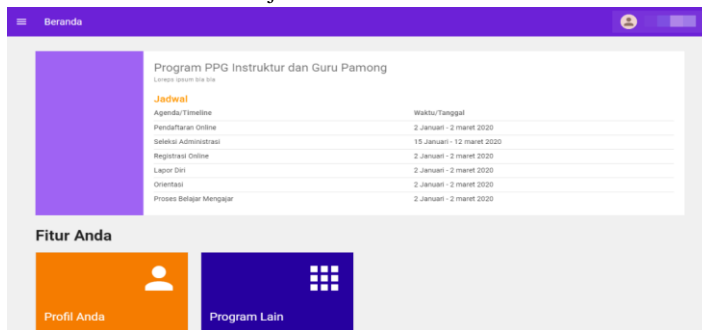 Beranda
Program PPG Instruktur dan Guru Pamong
Loreps ipsum bla bla
Jadwal
Agenda/Timeline Waktu/Tanggal
Pendaftaran Online 2 Januari - 2 maret 2020
Seleksi Administrasi 15 Januari - 12 maret 2020
Registrasi Online 2 Januari - 2 maret 2020
Lapor Diri 2 Januari - 2 maret 2020
Orientasi 2 Januari - 2 maret 2020
Proses Belajar Mengajar 2 Januari - 2 maret 2020
Fitur Anda
Profil Anda
Program Lain